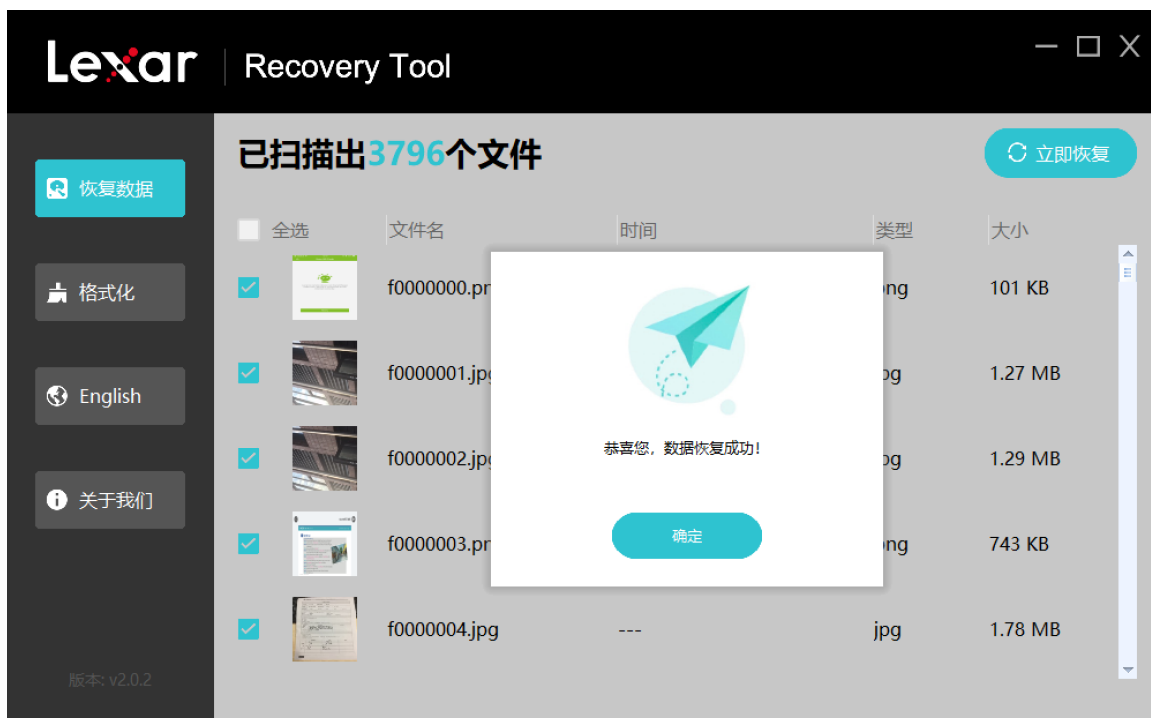 Lexar | Recovery Tool
已扫描出3796个文件
立即恢复
恢复数据
格式化
English
关于我们
版本: v2.0.2
全选 文件名 时间 类型 大小
f0000000.pn ng 101 KB
f0000001.jpg pg 1.27 MB
f0000002.jpg pg 1.29 MB
f0000003.pn ng 743 KB
f0000004.jpg --- jpg 1.78 MB
恭喜您，数据恢复成功!
确定